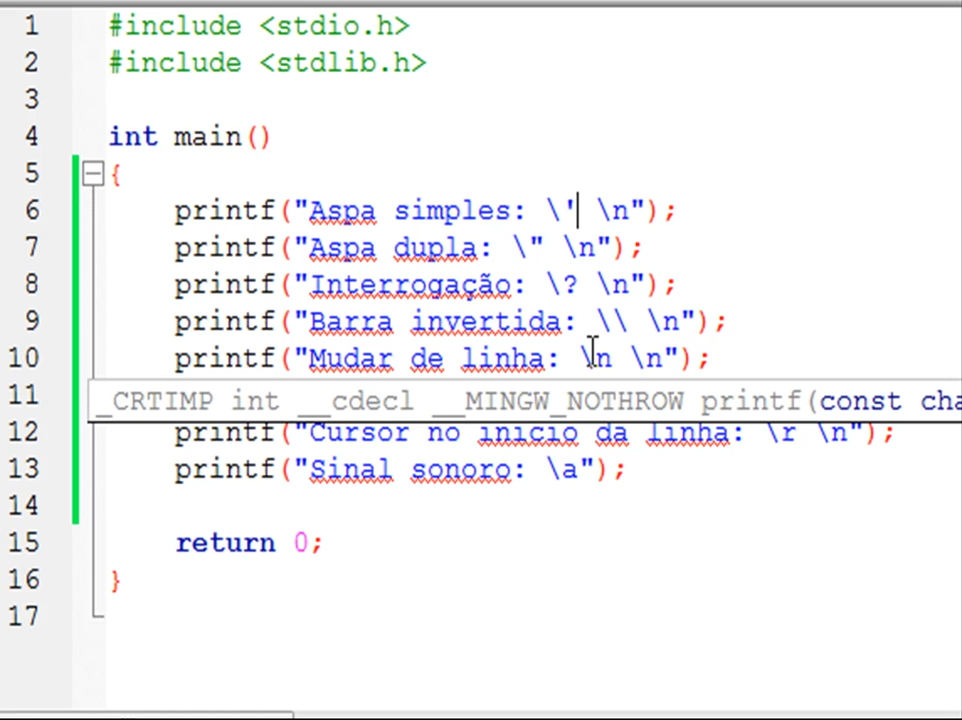 1 #include <stdio.h>
2 #include <stdlib.h>
3
4 int main()
5 {
6 printf("Aspa simples: \' \n");
7 printf("Aspa dupla: \" \n");
8 printf("Interrogação: \? \n");
9 printf("Barra invertida: \\ \n");
10 printf("Mudar de linha: \n \n");
11 _CRTIMP int __cdecl __MINGW_NOTHROW printf(const cha
12 printf("Cursor no inicio da linha: \r \n");
13 printf("Sinal sonoro: \a");
14
15 return 0;
16 }
17